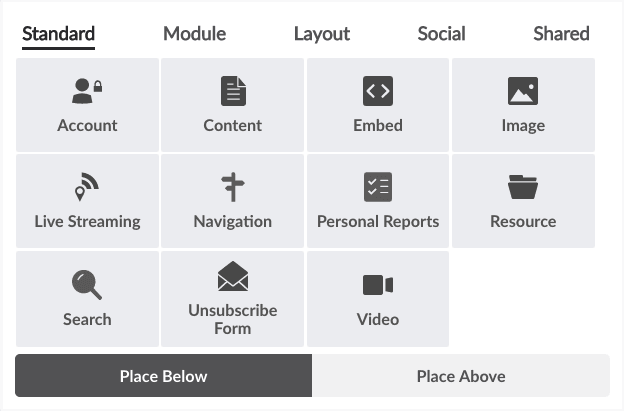 Standard Module Layout Social Shared
Account Content Embed Image
Live Streaming Navigation Personal Reports Resource
Search Unsubscribe Form Video
Place Below Place Above